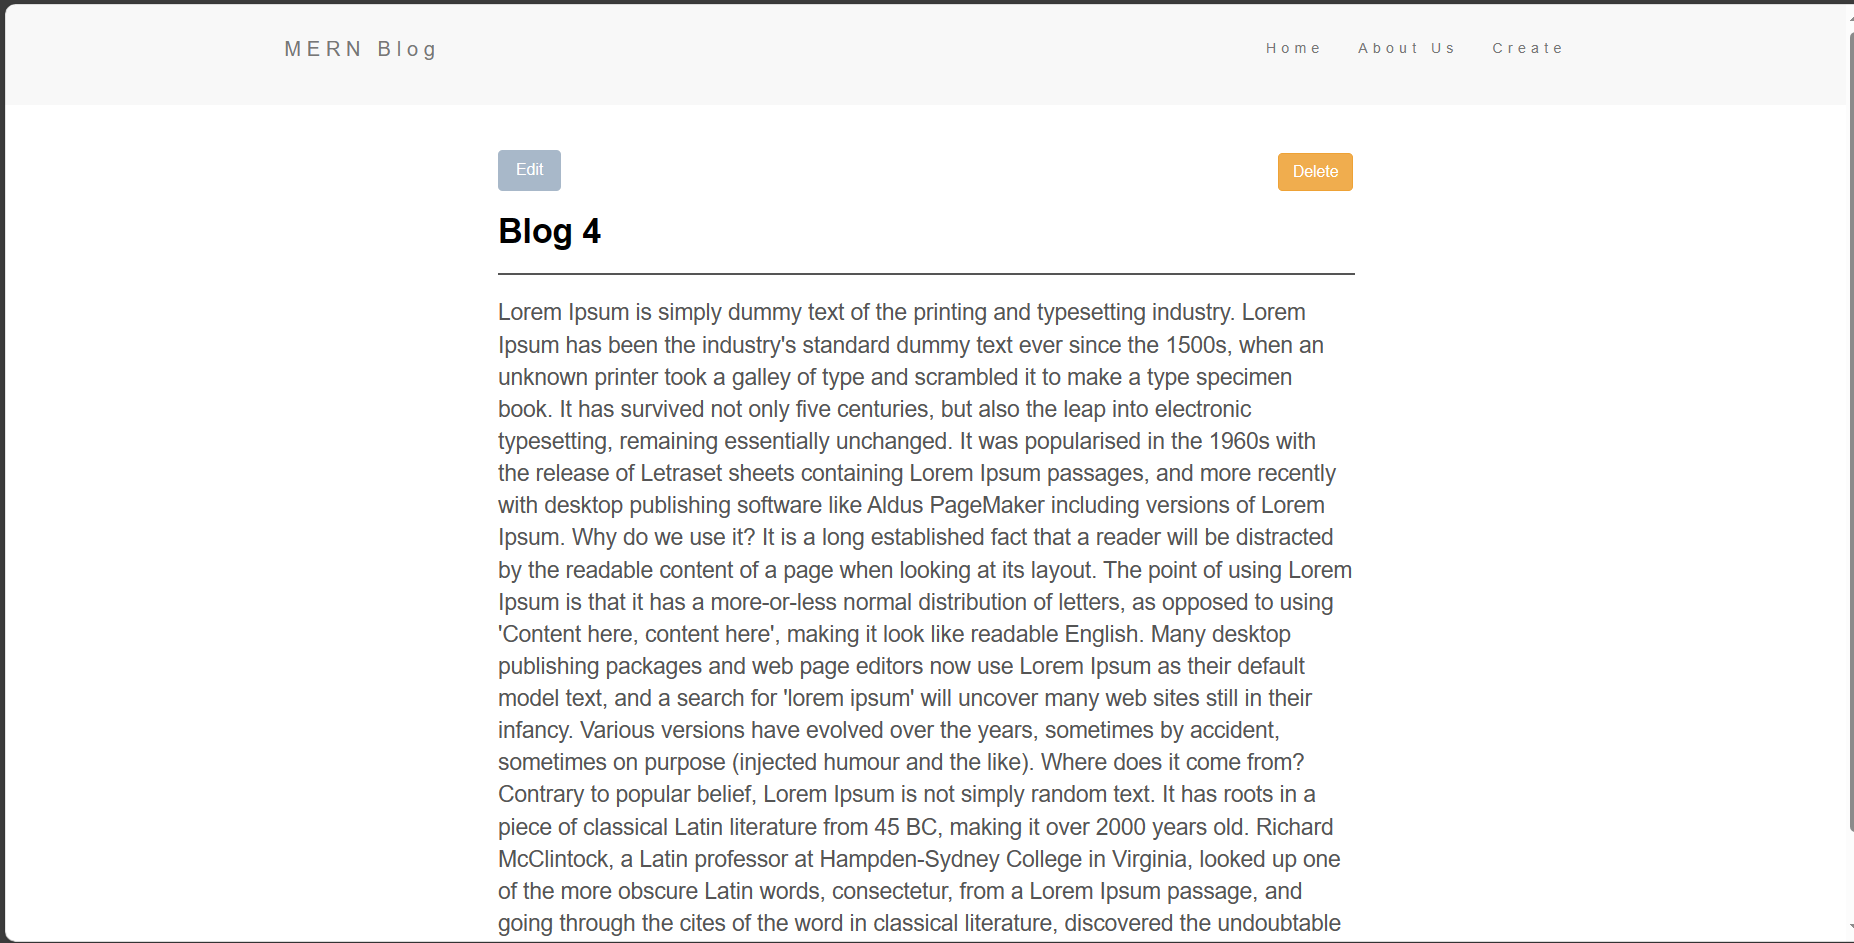 MERN Blog
Home About Us Create
Edit
Delete
Blog 4
Lorem Ipsum is simply dummy text of the printing and typesetting industry. Lorem
Ipsum has been the industry's standard dummy text ever since the 1500s, when an
unknown printer took a galley of type and scrambled it to make a type specimen
book. It has survived not only five centuries, but also the leap into electronic
typesetting, remaining essentially unchanged. It was popularised in the 1960s with
the release of Letraset sheets containing Lorem Ipsum passages, and more recently
with desktop publishing software like Aldus PageMaker including versions of Lorem
Ipsum. Why do we use it? It is a long established fact that a reader will be distracted
by the readable content of a page when looking at its layout. The point of using Lorem
Ipsum is that it has a more-or-less normal distribution of letters, as opposed to using
'Content here, content here', making it look like readable English. Many desktop
publishing packages and web page editors now use Lorem Ipsum as their default
model text, and a search for 'lorem ipsum' will uncover many web sites still in their
infancy. Various versions have evolved over the years, sometimes by accident,
sometimes on purpose (injected humour and the like). Where does it come from?
Contrary to popular belief, Lorem Ipsum is not simply random text. It has roots in a
piece of classical Latin literature from 45 BC, making it over 2000 years old. Richard
McClintock, a Latin professor at Hampden-Sydney College in Virginia, looked up one
of the more obscure Latin words, consectetur, from a Lorem Ipsum passage, and
going through the cites of the word in classical literature, discovered the undoubtable